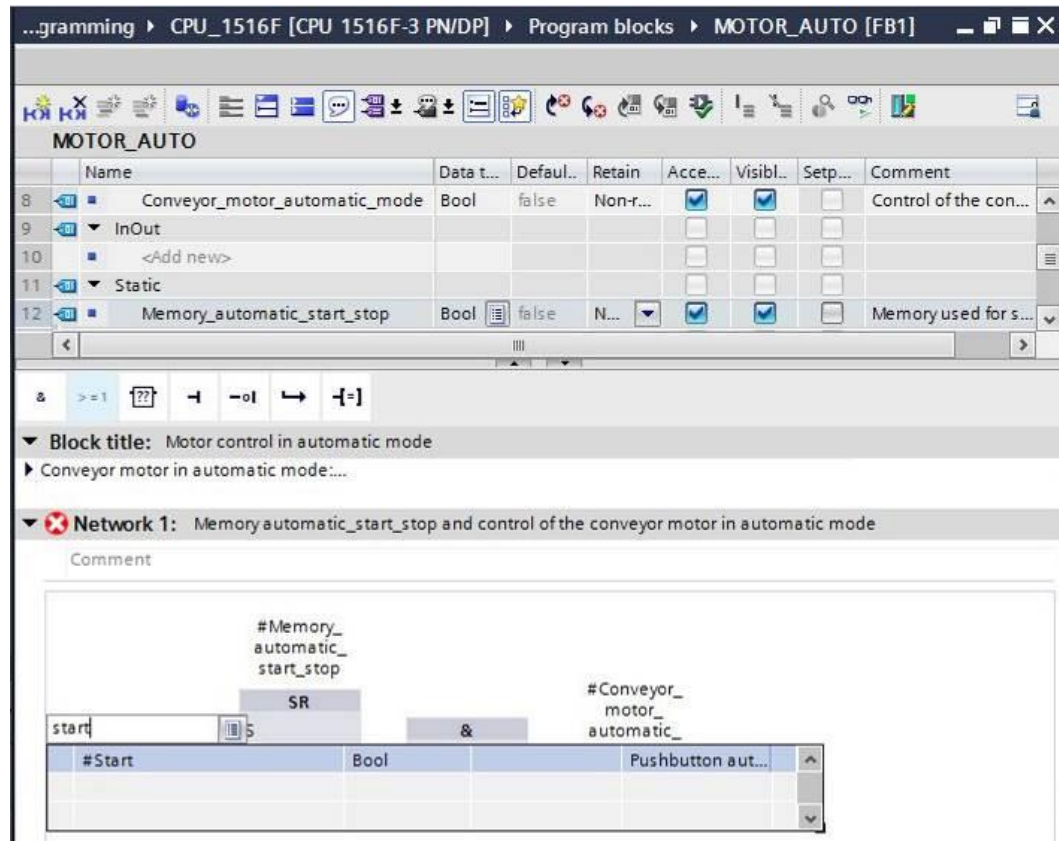 ...gramming ▸ CPU_1516F [CPU 1516F-3 PN/DP] ▸ Program blocks ▸ MOTOR_AUTO [FB1]
MOTOR_AUTO
Name Data t... Defaul.. Retain Acce... Visibl.. Setp... Comment
8 Conveyor_motor_automatic_mode Bool false Non-r... Control of the con...
9 InOut
10 <Add new>
11 Static
12 Memory_automatic_start_stop Bool false N... Memory used for s...
& >=1 ?? ⊣ –o| ↦ –[=]
Block title: Motor control in automatic mode
Conveyor motor in automatic mode:...
Network 1: Memory automatic_start_stop and control of the conveyor motor in automatic mode
Comment
#Memory_
automatic_
start_stop
SR
#Conveyor_
motor_
automatic_
start S &
#Start Bool Pushbutton aut...